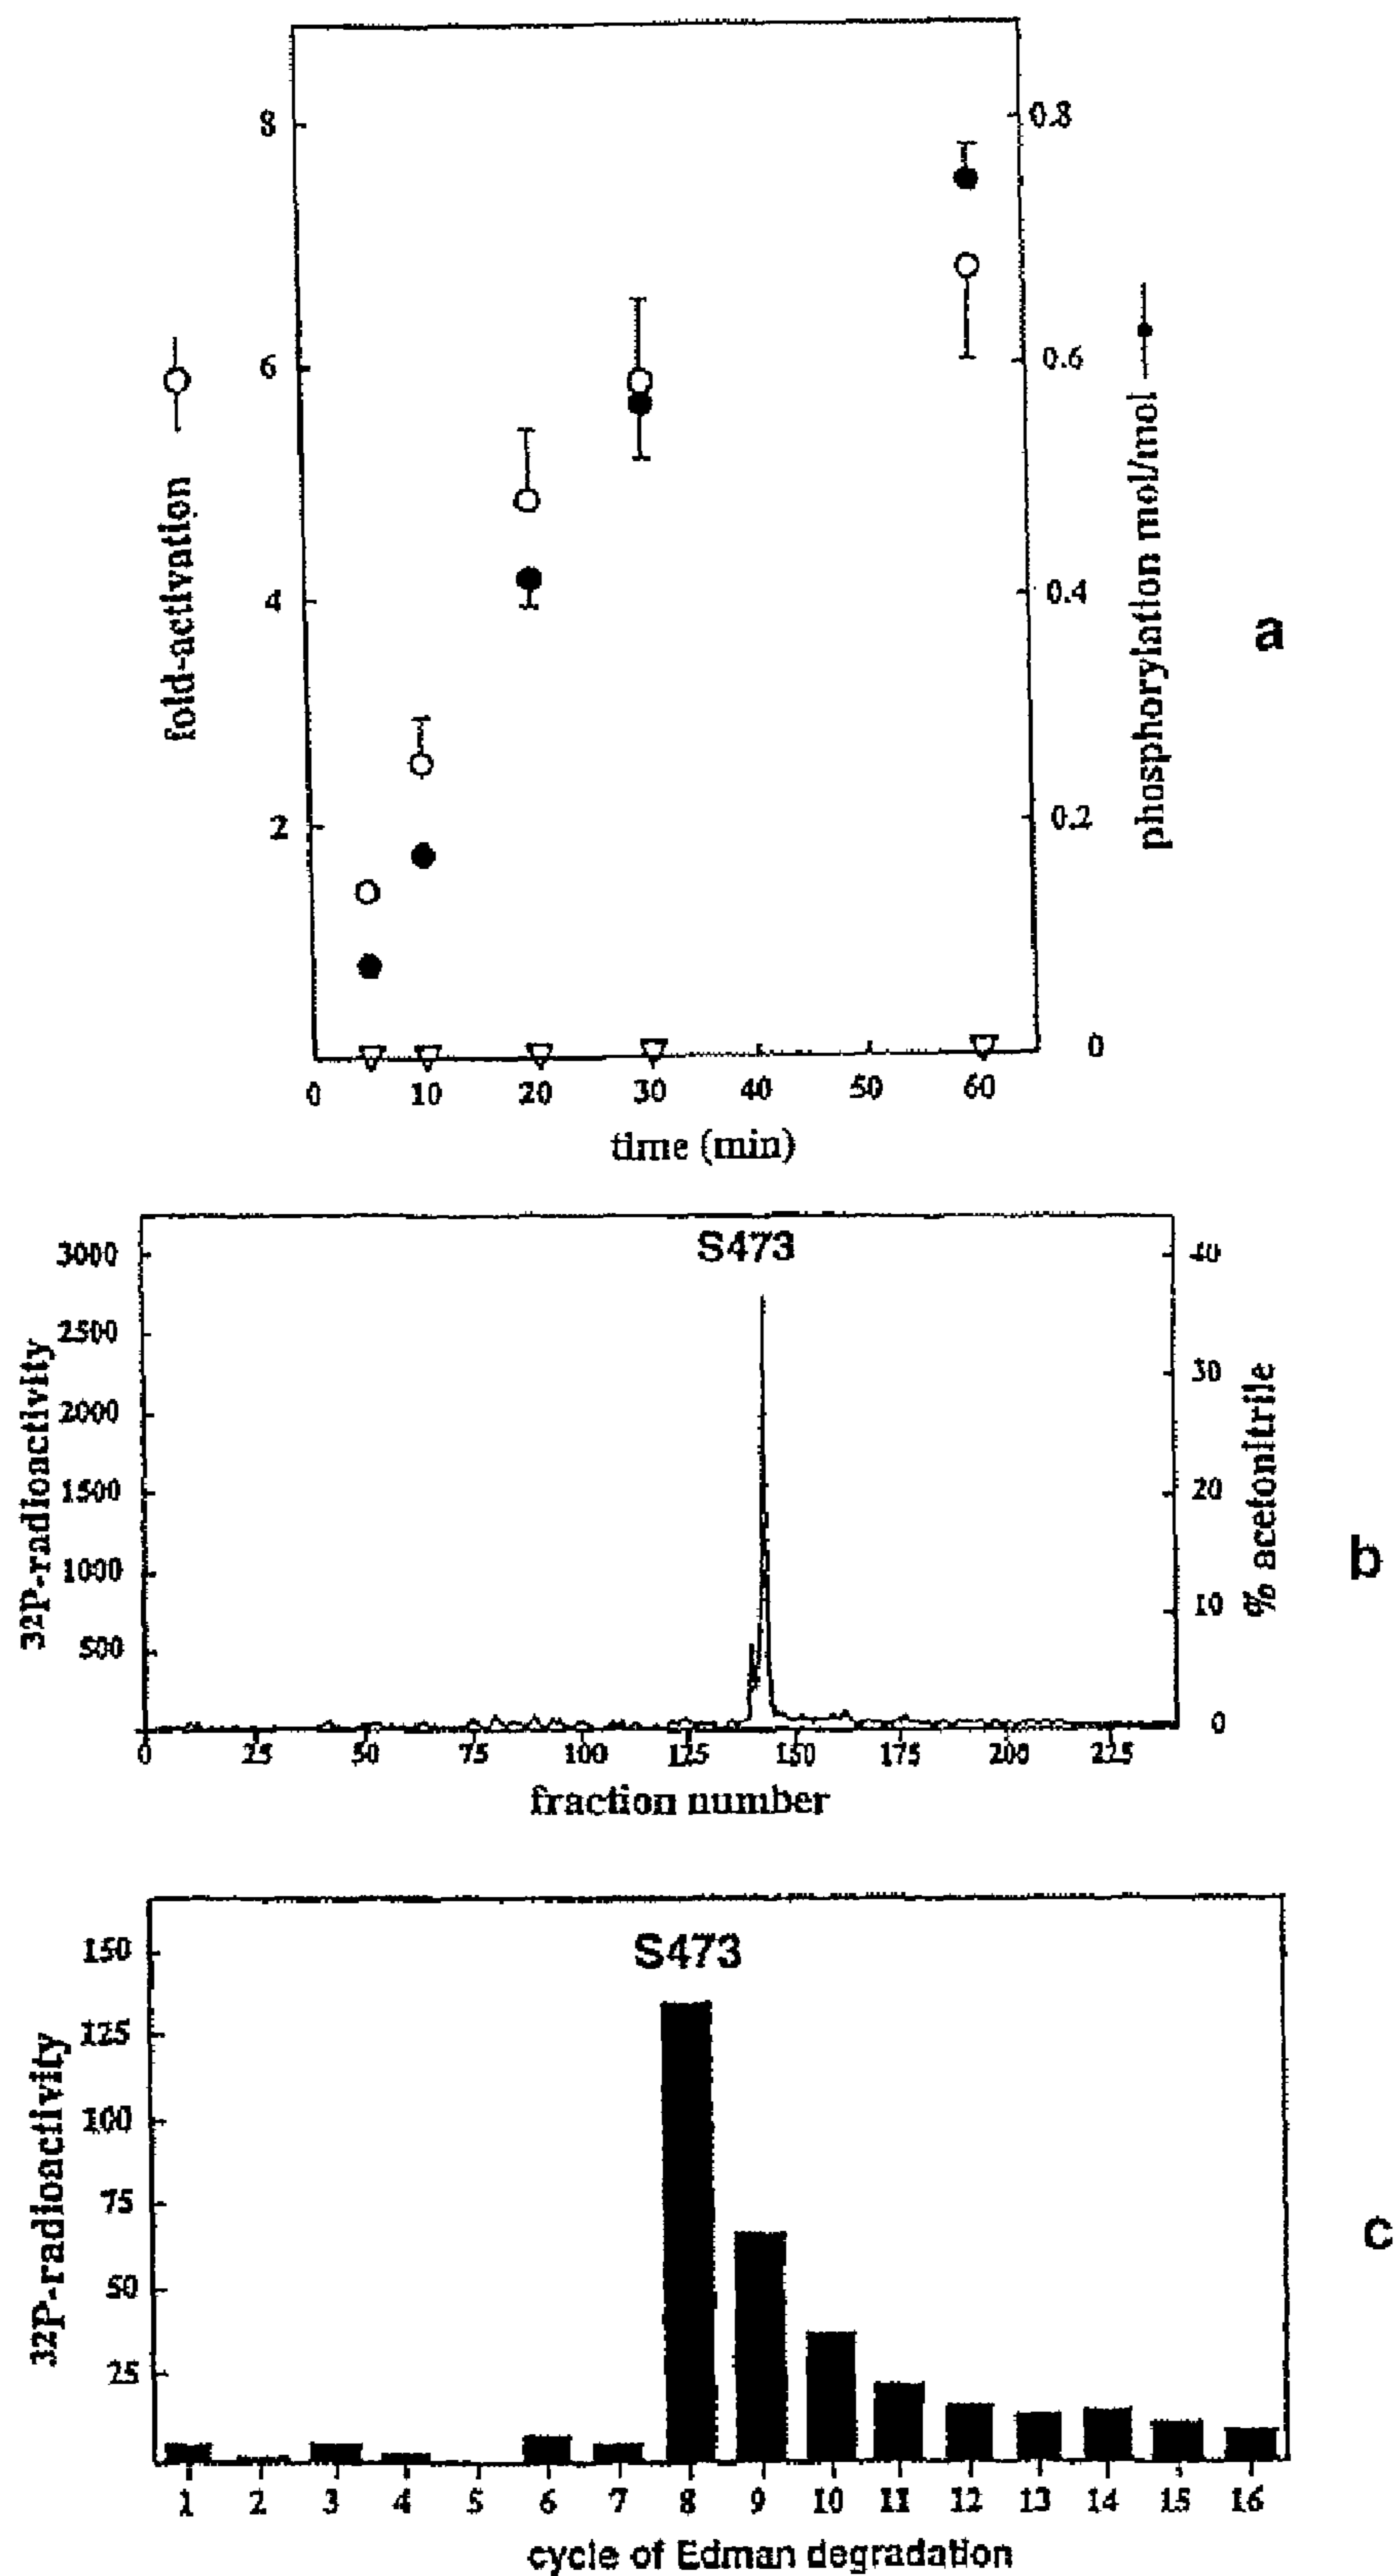 8
6
4
2
fold-activation
0.8
0.6
0.4
0.2
0
phosphorylation mol/mol
a
0 10 20 30 40 50 60
time (min)
S473
3000
2500
2000
1500
1000
500
32P-radioactivity
40
30
20
10
0
% acetonitrile
b
0 25 50 75 100 125 150 175 200 225
fraction number
S473
150
125
100
75
50
25
32P-radioactivity
c
1 2 3 4 5 6 7 8 9 10 11 12 13 14 15 16
cycle of Edman degradation